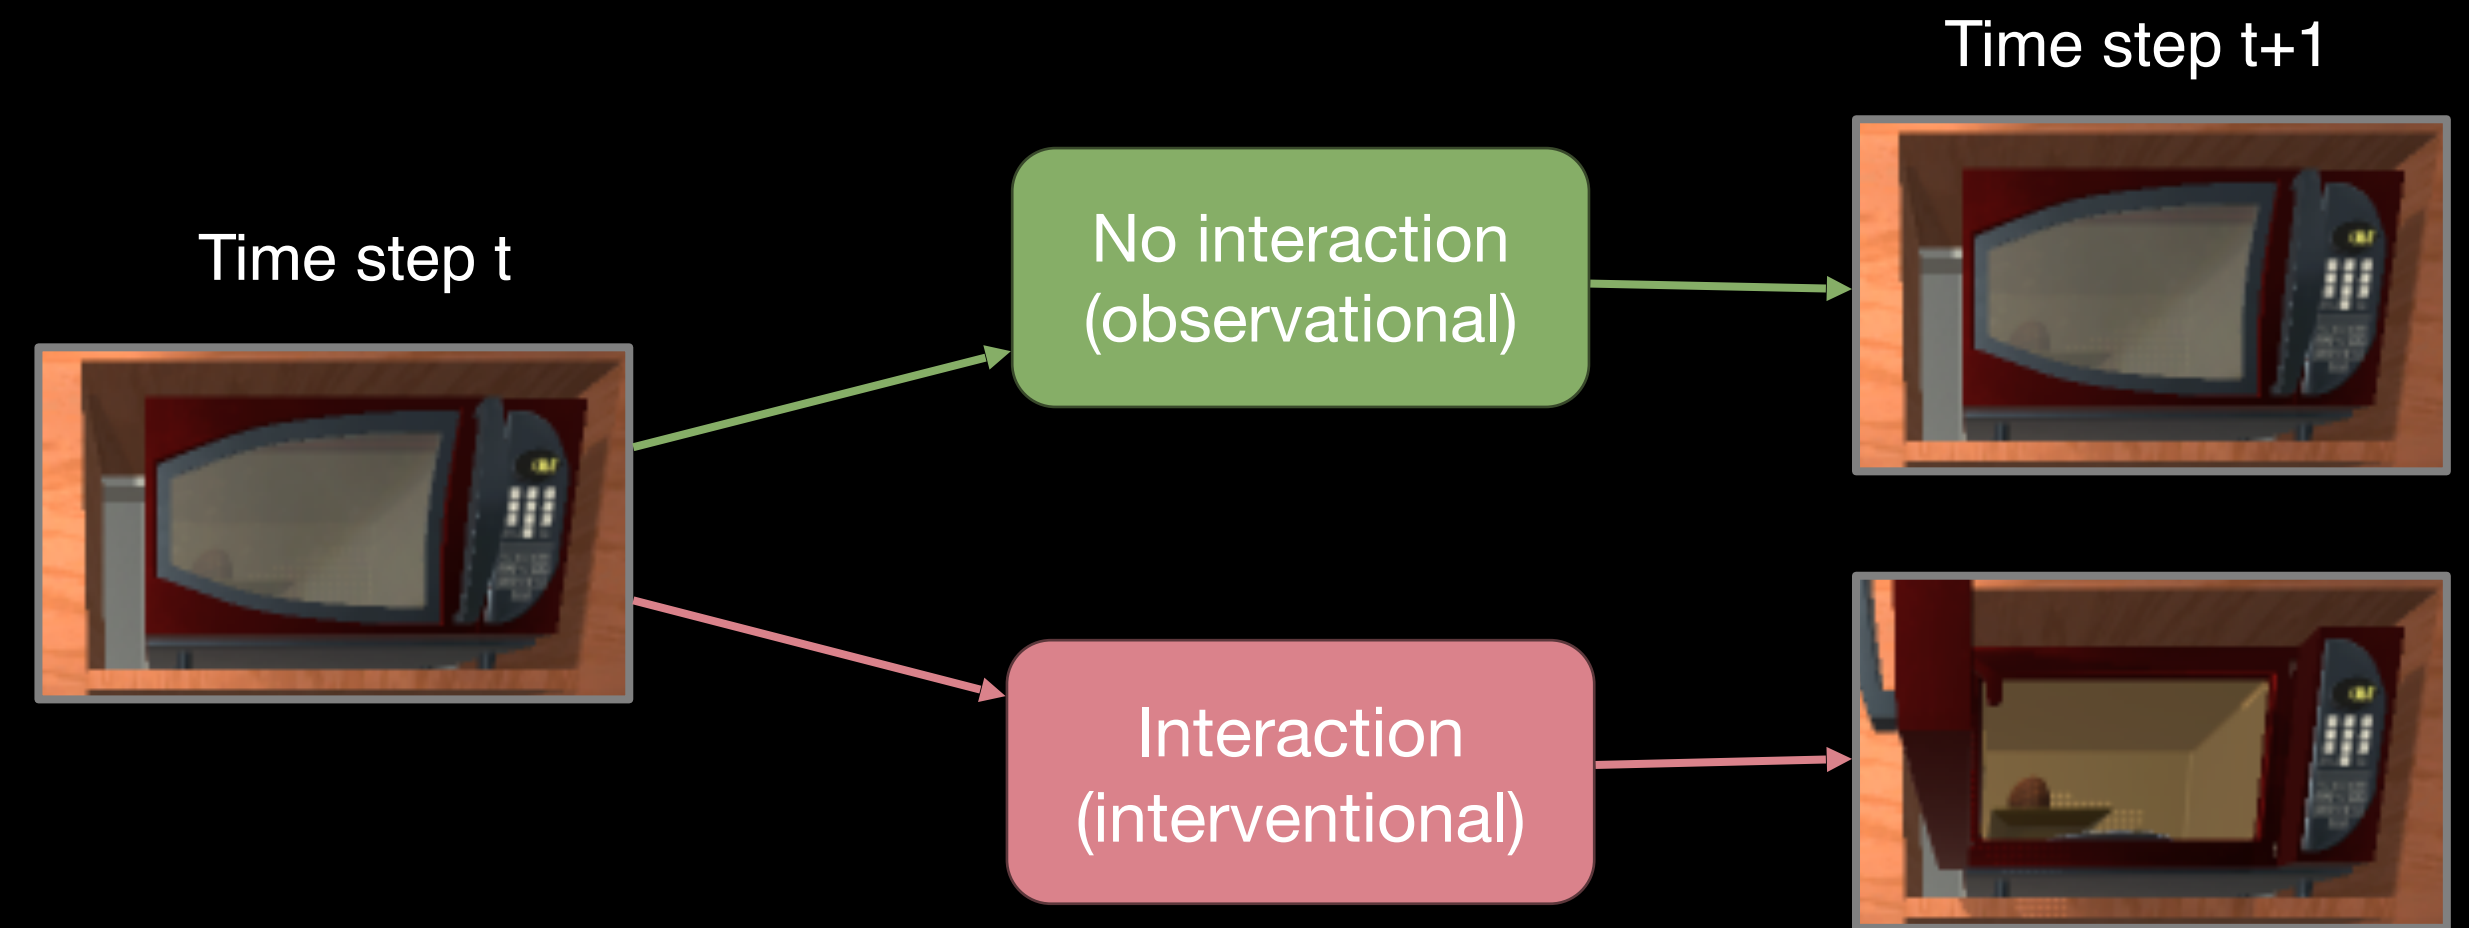 Time step t+1
Time step t
No interaction
(observational)
Interaction
(interventional)